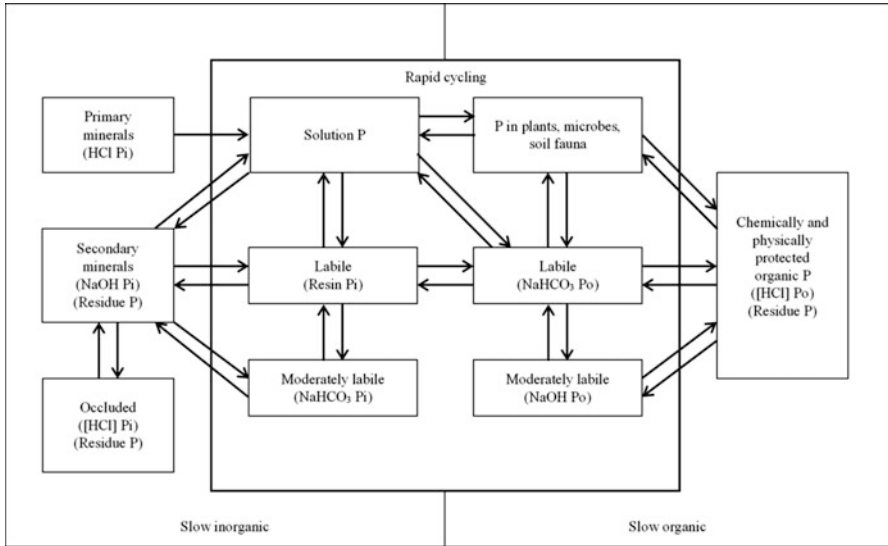 Rapid cycling
Primary
minerals
(HCl Pi)
Solution P
P in plants, microbes,
soil fauna
Secondary
minerals
(NaOH Pi)
(Residue P)
Labile
(Resin Pi)
Labile
(NaHCO₃ Po)
Chemically and
physically
protected
organic P
([HCl] Po)
(Residue P)
Occluded
([HCl] Pi)
(Residue P)
Moderately labile
(NaHCO₃ Pi)
Moderately labile
(NaOH Po)
Slow inorganic
Slow organic